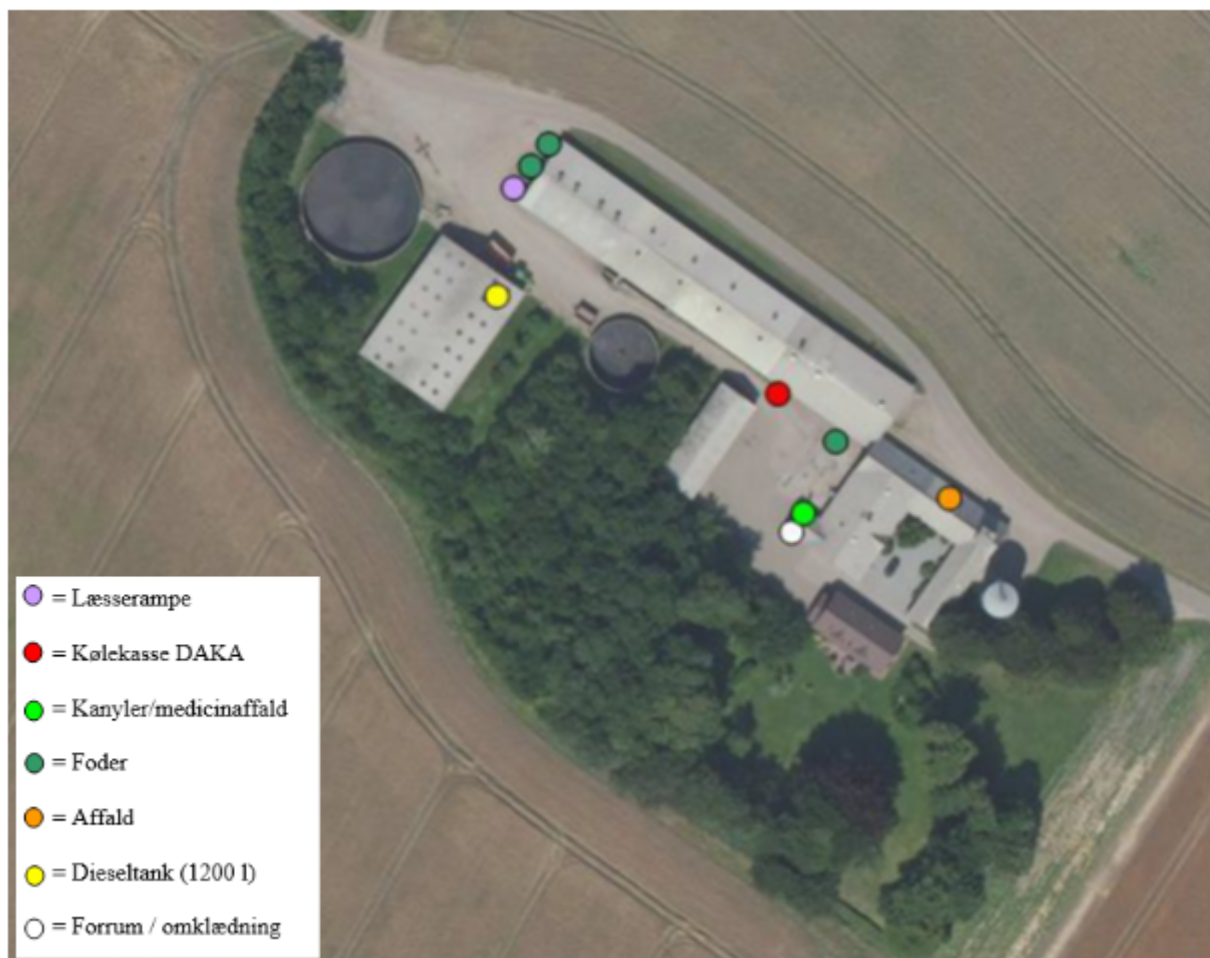 = Læsserampe
= Kølekasse DAKA
= Kanyler/medicinaffald
= Foder
= Affald
= Dieseltank (1200 l)
= Forrum / omklædning